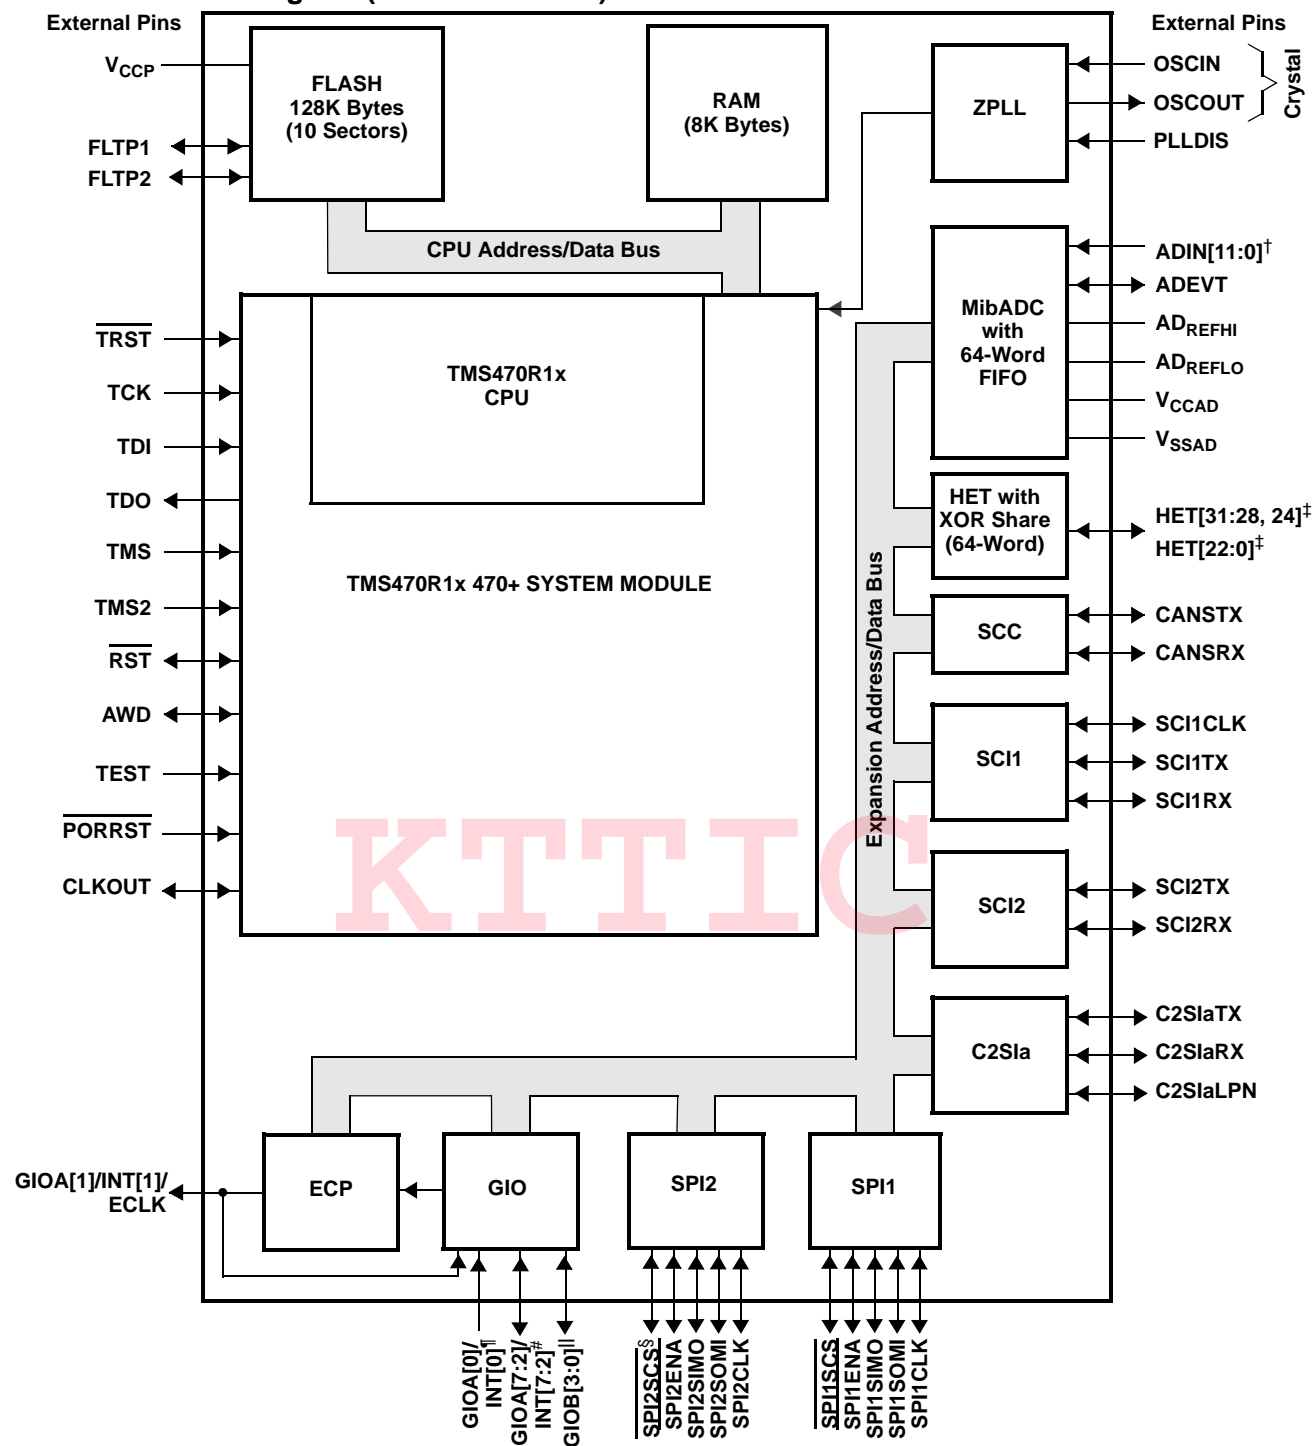 External Pins
External Pins
V_CCP
FLTP1
FLTP2
FLASH
128K Bytes
(10 Sectors)
RAM
(8K Bytes)
ZPLL
OSCIN
OSCOUT
PLLDIS
Crystal
CPU Address/Data Bus
TRST
TCK
TDI
TDO
TMS
TMS2
RST
AWD
TEST
PORRST
CLKOUT
TMS470R1x
CPU
TMS470R1x 470+ SYSTEM MODULE
Expansion Address/Data Bus
MibADC
with
64-Word
FIFO
ADIN[11:0]†
ADEVT
AD_REFHI
AD_REFLO
V_CCAD
V_SSAD
HET with
XOR Share
(64-Word)
HET[31:28, 24]‡
HET[22:0]‡
SCC
CANSTX
CANSRX
SCI1
SCI1CLK
SCI1TX
SCI1RX
SCI2
SCI2TX
SCI2RX
C2SIa
C2SIaTX
C2SIaRX
C2SIaLPN
KTTIC
GIOA[1]/INT[1]/
ECLK
ECP
GIO
SPI2
SPI1
GIOA[0]/
INT[0]¶
GIOA[7:2]/
INT[7:2]#
GIOB[3:0]||
SPI2SCS§
SPI2ENA
SPI2SIMO
SPI2SOMI
SPI2CLK
SPI1SCS
SPI1ENA
SPI1SIMO
SPI1SOMI
SPI1CLK